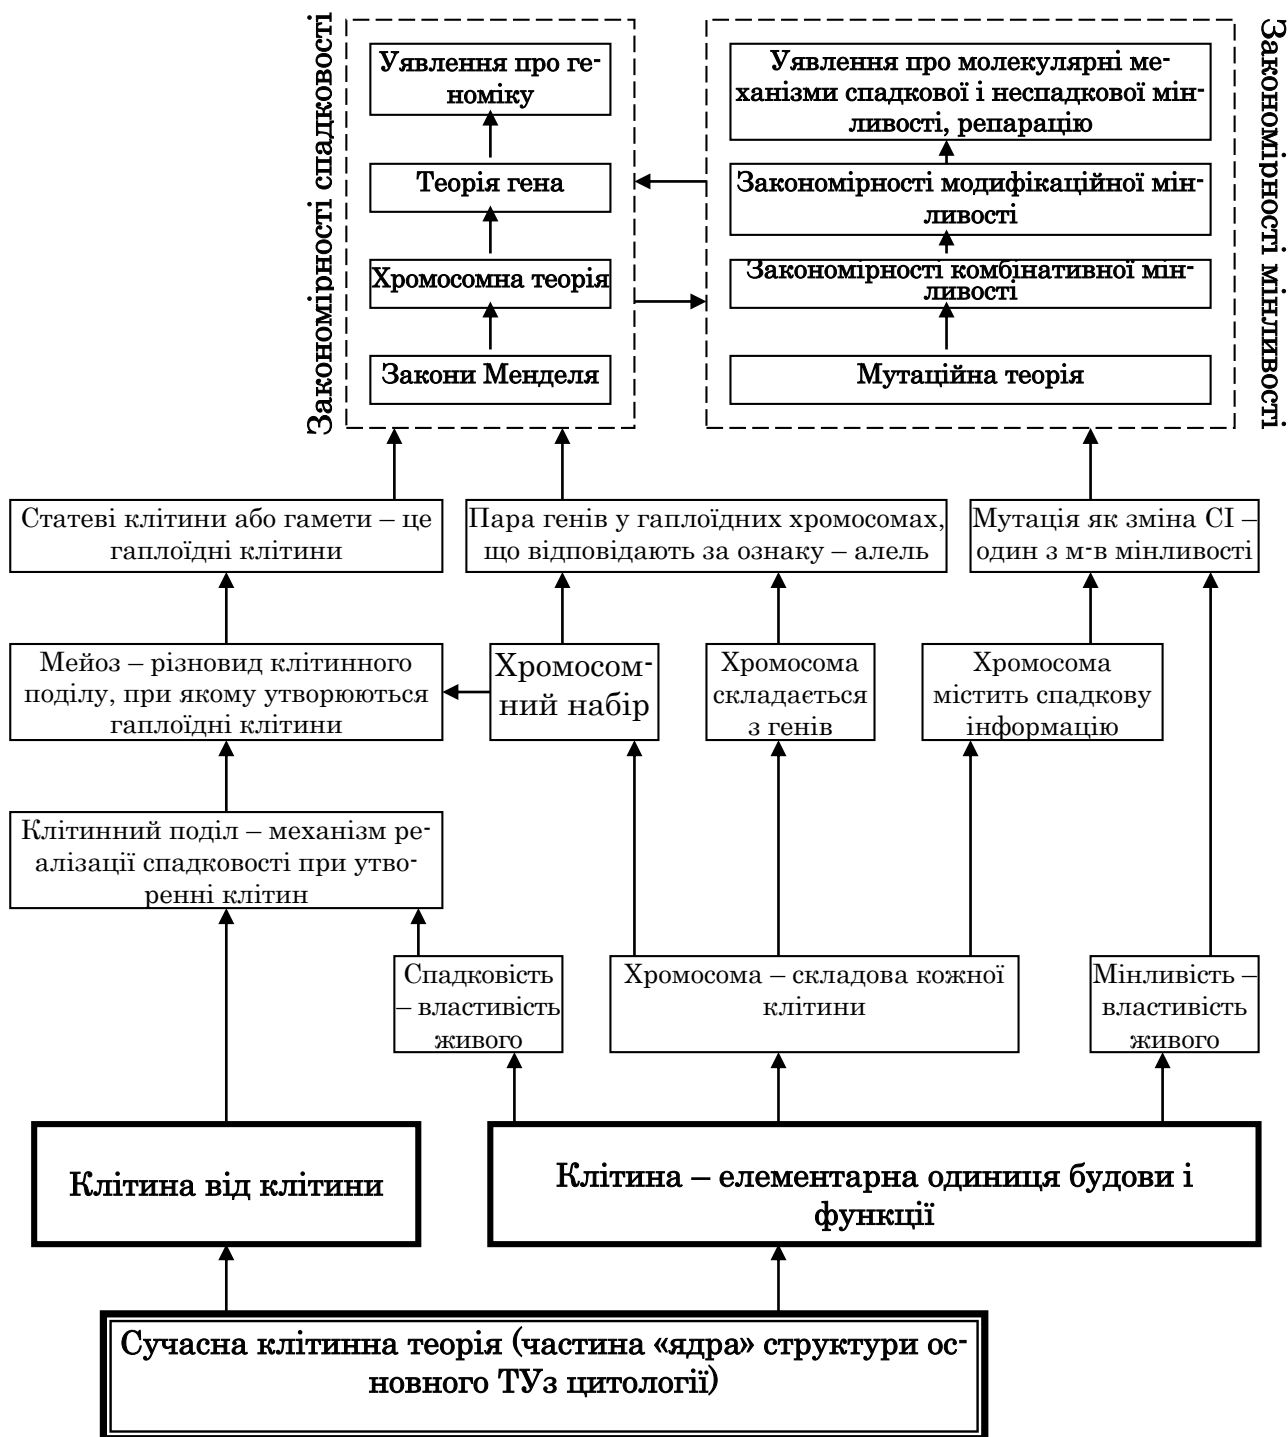 Закономірності спадковості
Уявлення про ге-
номіку
Теорія гена
Хромосомна теорія
Закони Менделя
Уявлення про молекулярні ме-
ханізми спадкової і неспадкової мін-
ливості, репарацію
Закономірності модифікаційної мін-
ливості
Закономірності комбінативної мін-
ливості
Мутаційна теорія
Закономірності мінливості
Статеві клітини або гамети – це
гаплоїдні клітини
Пара генів у гаплоїдних хромосомах,
що відповідають за ознаку – алель
Мутація як зміна СІ –
один з м-в мінливості
Мейоз – різновид клітинного
поділу, при якому утворюються
гаплоїдні клітини
Хромосом-
ний набір
Хромосома
складається
з генів
Хромосома
містить спадкову
інформацію
Клітинний поділ – механізм ре-
алізації спадковості при утво-
ренні клітин
Спадковість
– властивість
живого
Хромосома – складова кожної
клітини
Мінливість –
властивість
живого
Клітина від клітини
Клітина – елементарна одиниця будови і
функції
Сучасна клітинна теорія (частина «ядра» структури ос-
новного ТУз цитології)